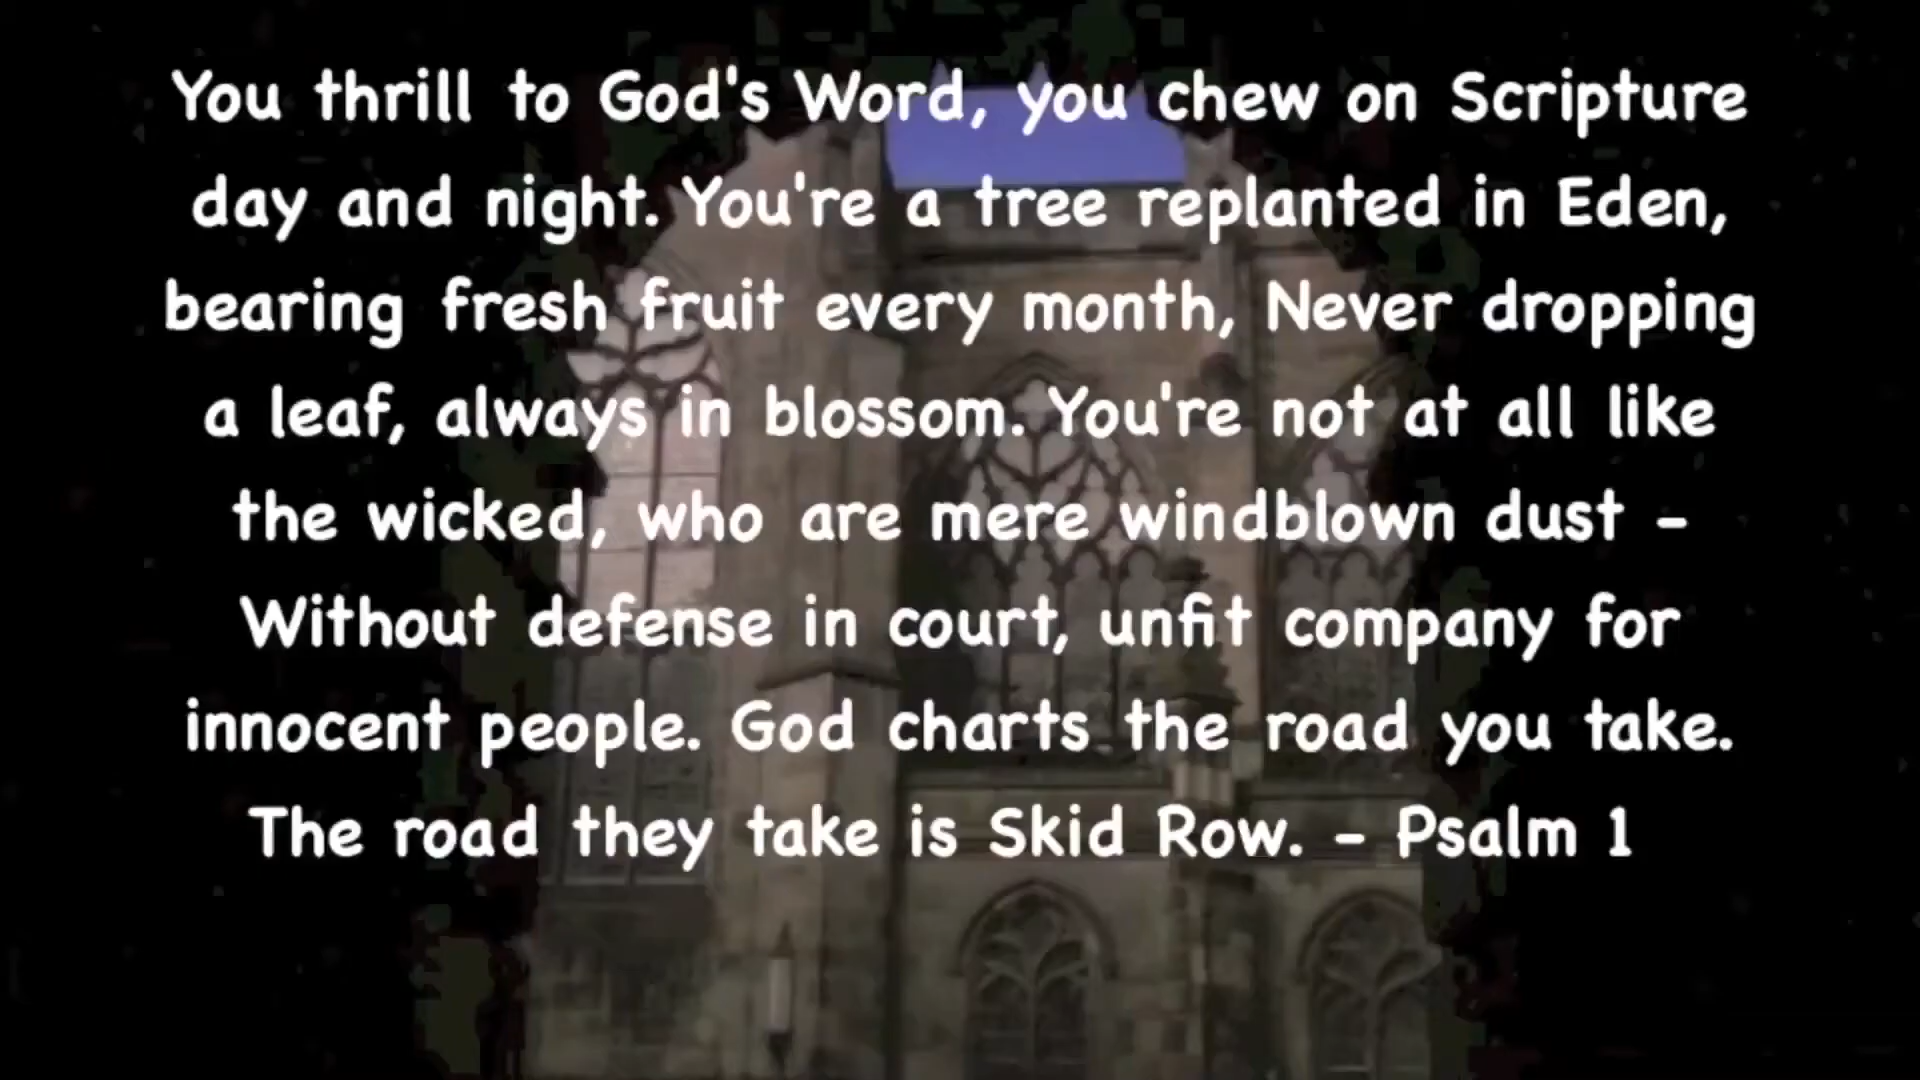 You thrill to God's Word, you chew on Scripture
day and night. You're a tree replanted in Eden,
bearing fresh fruit every month, Never dropping
a leaf, always in blossom. You're not at all like
the wicked, who are mere windblown dust -
Without defense in court, unfit company for
innocent people. God charts the road you take.
The road they take is Skid Row. - Psalm 1